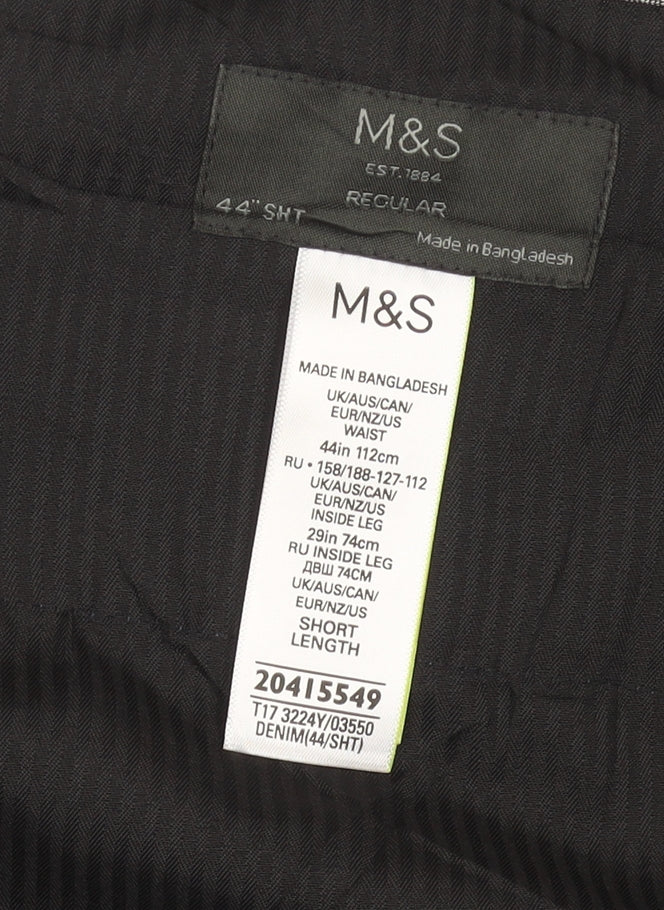 M&S
EST.1884
REGULAR
44" SHT
Made in Bangladesh
M&S
MADE IN BANGLADESH
UK/AUS/CAN/
EUR/NZ/US
WAIST
44in 112cm
RU • 158/188-127-112
UK/AUS/CAN/
EUR/NZ/US
INSIDE LEG
29in 74cm
RU INSIDE LEG
ДВШ 74СМ
UK/AUS/CAN/
EUR/NZ/US
SHORT
LENGTH
20415549
T17 3224Y/03550
DENIM(44/SHT)